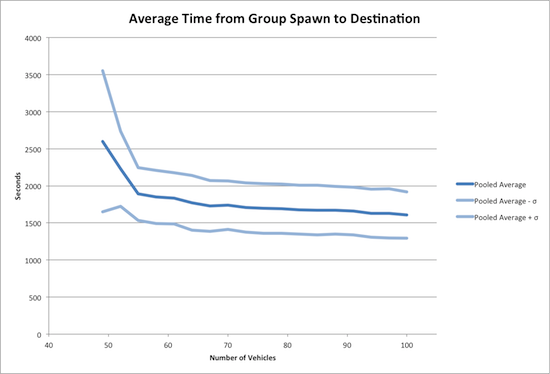 Average Time from Group Spawn to Destination
4000
3500
3000
2500
2000
1500
1000
500
0
Seconds
40 50 60 70 80 90 100
Number of Vehicles
Pooled Average
Pooled Average - σ
Pooled Average + σ